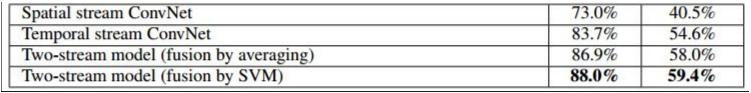 Spatial stream ConvNet 73.0% 40.5%
Temporal stream ConvNet 83.7% 54.6%
Two-stream model (fusion by averaging) 86.9% 58.0%
Two-stream model (fusion by SVM) 88.0% 59.4%